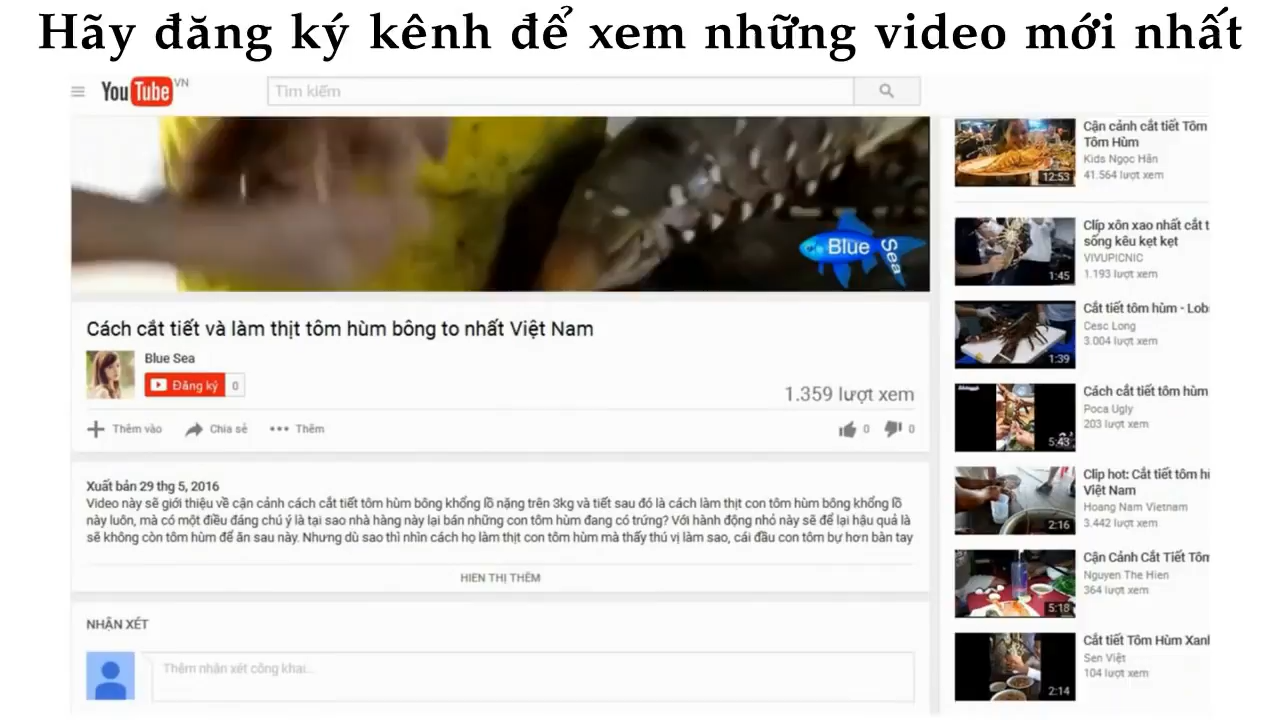 Hãy đăng ký kênh để xem những video mới nhất
YouTube VN
Tìm kiếm
Blue Sea
Cách cắt tiết và làm thịt tôm hùm bông to nhất Việt Nam
Blue Sea
Đăng ký 0
1.359 lượt xem
Thêm vào Chia sẻ Thêm 0 0
Xuất bản 29 thg 5, 2016
Video này sẽ giới thiệu về cận cảnh cách cắt tiết tôm hùm bông khổng lồ nặng trên 3kg và tiết sau đó là cách làm thịt con tôm hùm bông khổng lồ
này luôn, mà có một điều đáng chú ý là tại sao nhà hàng này lại bán những con tôm hùm đang có trứng? Với hành động nhỏ này sẽ để lại hậu quả là
sẽ không còn tôm hùm để ăn sau này. Nhưng dù sao thì nhìn cách họ làm thịt con tôm hùm mà thấy thú vị làm sao, cái đầu con tôm bự hơn bàn tay
HIỂN THỊ THÊM
NHẬN XÉT
Thêm nhận xét công khai...
Cận cảnh cắt tiết Tôm
Tôm Hùm
Kids Ngọc Hân
41.564 lượt xem
12:53
Clíp xôn xao nhất cắt t
sống kêu kẹt kẹt
VIVUPICNIC
1.193 lượt xem
1:45
Cắt tiết tôm hùm - Lob
Cesc Long
3.004 lượt xem
1:39
Cách cắt tiết tôm hùm
Poca Ugly
203 lượt xem
5:43
Clip hot: Cắt tiết tôm hù
Việt Nam
Hoang Nam Vietnam
3.442 lượt xem
2:16
Cận Cảnh Cắt Tiết Tôm
Nguyen The Hien
364 lượt xem
5:18
Cắt tiết Tôm Hùm Xanh
Sen Việt
104 lượt xem
2:14